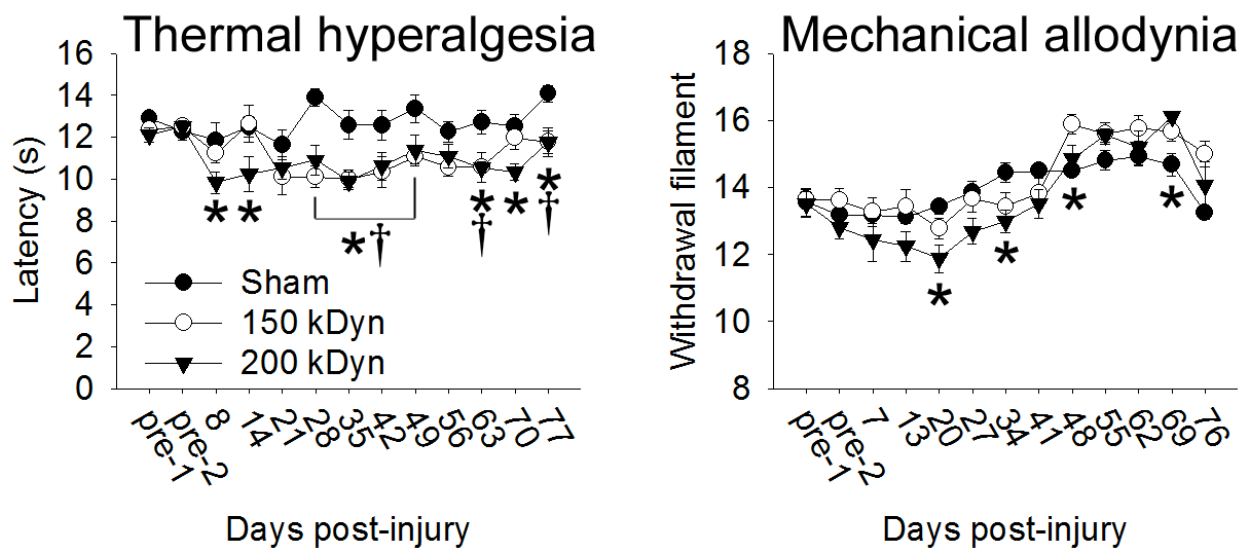 Thermal hyperalgesia
Latency (s)
16
14
12
10
8
6
4
2
0
* * *† *† * *†
Sham
150 kDyn
200 kDyn
pre-1 pre-2 8 14 21 28 35 42 49 56 63 70 77
Days post-injury
Mechanical allodynia
Withdrawal filament
18
16
14
12
10
8
* * * *
pre-1 pre-2 7 13 20 27 34 41 48 55 62 69 76
Days post-injury